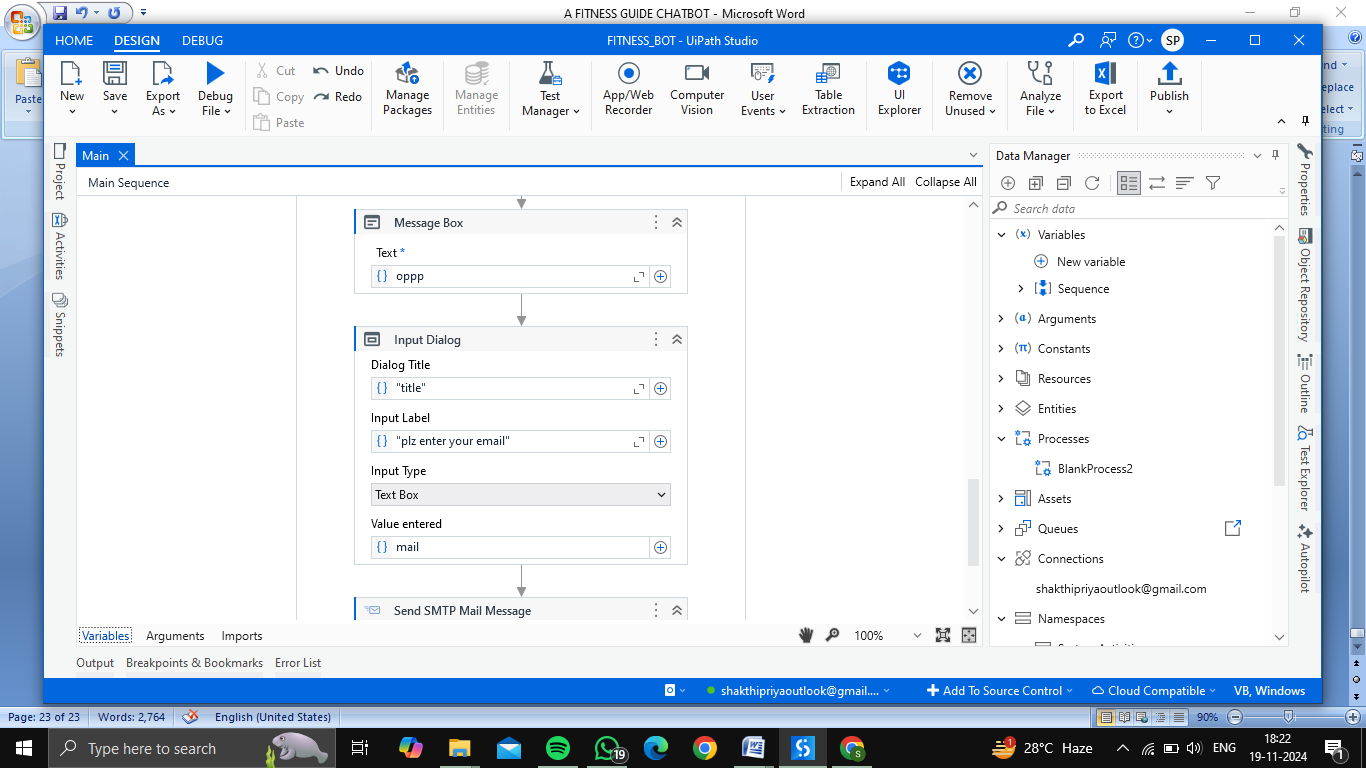 A FITNESS GUIDE CHATBOT - Microsoft Word
HOME DESIGN DEBUG
FITNESS_BOT - UiPath Studio
SP
New
Save
Export As
Debug File
Cut
Copy
Paste
Undo
Redo
Manage Packages
Manage Entities
Test Manager
App/Web Recorder
Computer Vision
User Events
Table Extraction
UI Explorer
Remove Unused
Analyze File
Export to Excel
Publish
Paste
nd
eplace
elect
ting
Project
Activities
Snippets
Main
Main Sequence
Expand All Collapse All
Message Box
Text *
oppp
Input Dialog
Dialog Title
"title"
Input Label
"plz enter your email"
Input Type
Text Box
Value entered
mail
Send SMTP Mail Message
Variables Arguments Imports
100%
Output Breakpoints & Bookmarks Error List
Data Manager
Search data
Variables
New variable
Sequence
Arguments
Constants
Resources
Entities
Processes
BlankProcess2
Assets
Queues
Connections
shakthipriyaoutlook@gmail.com
Namespaces
Properties
Object Repository
Outline
Test Explorer
Autopilot
shakthipriyaoutlook@gmail....
Add To Source Control
Cloud Compatible
VB, Windows
Page: 23 of 23 Words: 2,764 English (United States)
90%
Type here to search
19
1
28°C Haze
ENG
18:22
19-11-2024
1